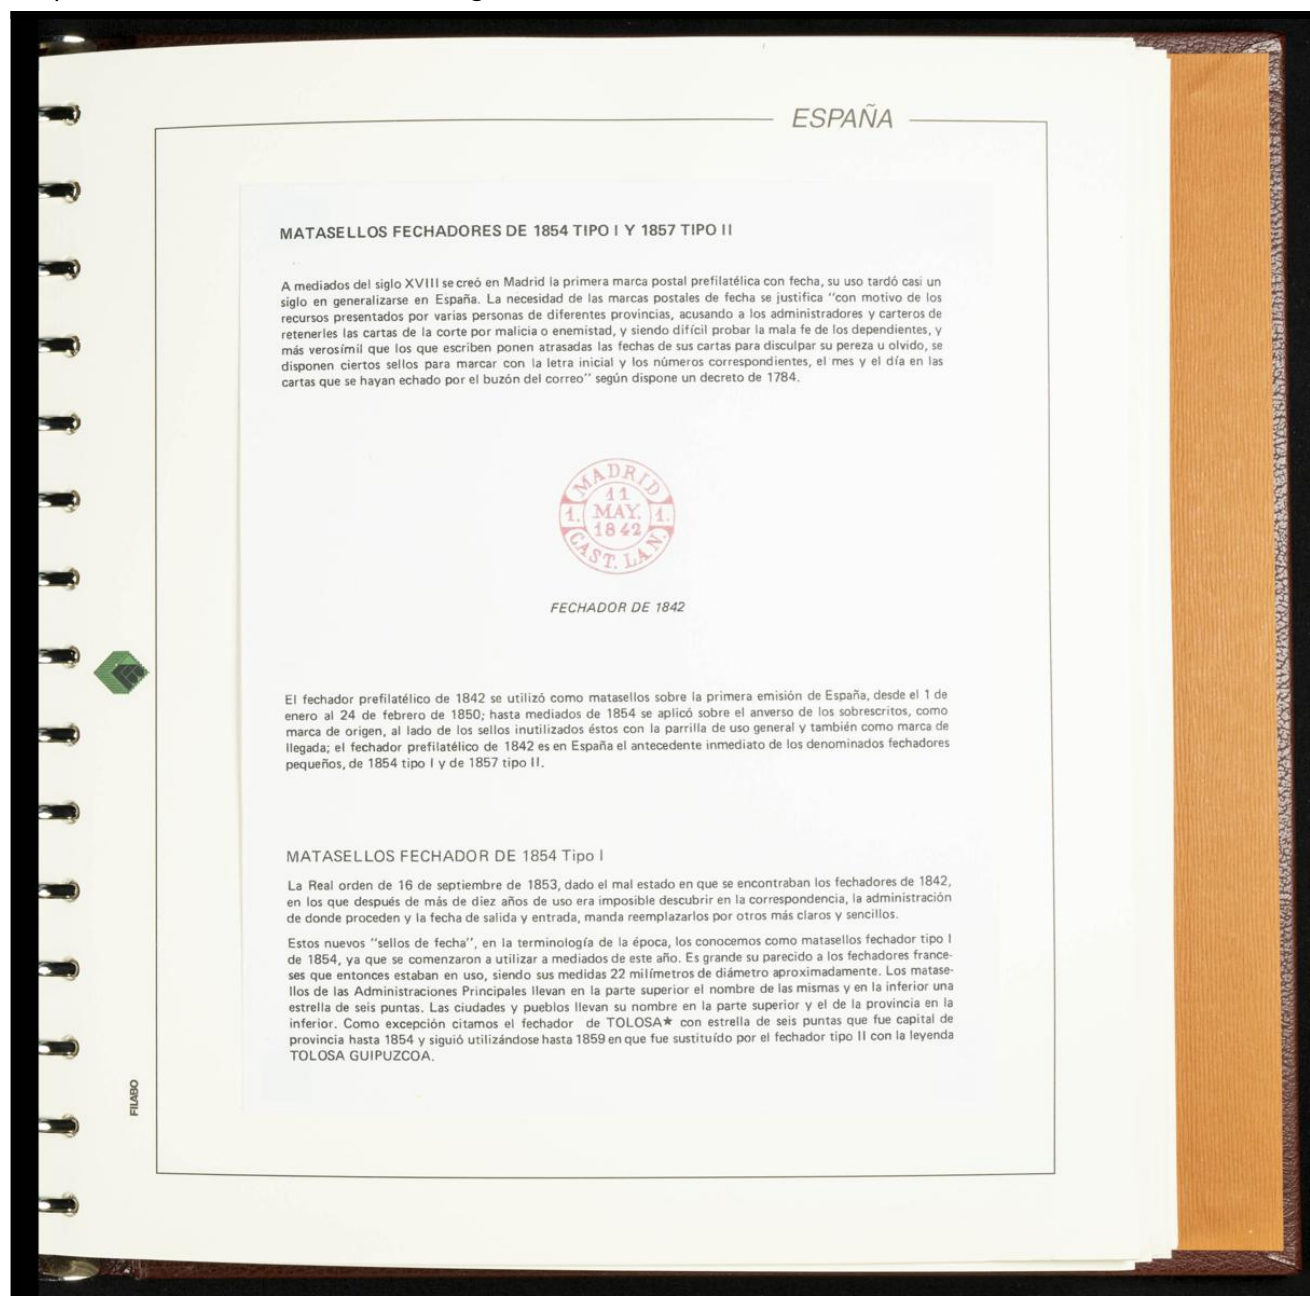 ESPAÑA
MATASELLOS FECHADORES DE 1854 TIPO I Y 1857 TIPO II
A mediados del siglo XVIII se creó en Madrid la primera marca postal prefilatélica con fecha, su uso tardó casi un
siglo en generalizarse en España. La necesidad de las marcas postales de fecha se justifica "con motivo de los
recursos presentados por varias personas de diferentes provincias, acusando a los administradores y carteros de
retenerles las cartas de la corte por malicia o enemistad, y siendo difícil probar la mala fe de los dependientes, y
más verosímil que los que escriben ponen atrasadas las fechas de sus cartas para disculpar su pereza u olvido, se
disponen ciertos sellos para marcar con la letra inicial y los números correspondientes, el mes y el día en las
cartas que se hayan echado por el buzón del correo" según dispone un decreto de 1784.
MADRID
11
1. MAY. 1.
1842
CAST. LAN.
FECHADOR DE 1842
El fechador prefilatélico de 1842 se utilizó como matasellos sobre la primera emisión de España, desde el 1 de
enero al 24 de febrero de 1850; hasta mediados de 1854 se aplicó sobre el anverso de los sobrescritos, como
marca de origen, al lado de los sellos inutilizados éstos con la parrilla de uso general y también como marca de
llegada; el fechador prefilatélico de 1842 es en España el antecedente inmediato de los denominados fechadores
pequeños, de 1854 tipo I y de 1857 tipo II.
MATASELLOS FECHADOR DE 1854 Tipo I
La Real orden de 16 de septiembre de 1853, dado el mal estado en que se encontraban los fechadores de 1842,
en los que después de más de diez años de uso era imposible descubrir en la correspondencia, la administración
de donde proceden y la fecha de salida y entrada, manda reemplazarlos por otros más claros y sencillos.
Estos nuevos "sellos de fecha", en la terminología de la época, los conocemos como matasellos fechador tipo I
de 1854, ya que se comenzaron a utilizar a mediados de este año. Es grande su parecido a los fechadores france-
ses que entonces estaban en uso, siendo sus medidas 22 milímetros de diámetro aproximadamente. Los matase-
llos de las Administraciones Principales llevan en la parte superior el nombre de las mismas y en la inferior una
estrella de seis puntas. Las ciudades y pueblos llevan su nombre en la parte superior y el de la provincia en la
inferior. Como excepción citamos el fechador de TOLOSA★ con estrella de seis puntas que fue capital de
provincia hasta 1854 y siguió utilizándose hasta 1859 en que fue sustituído por el fechador tipo II con la leyenda
TOLOSA GUIPUZCOA.
FILABO